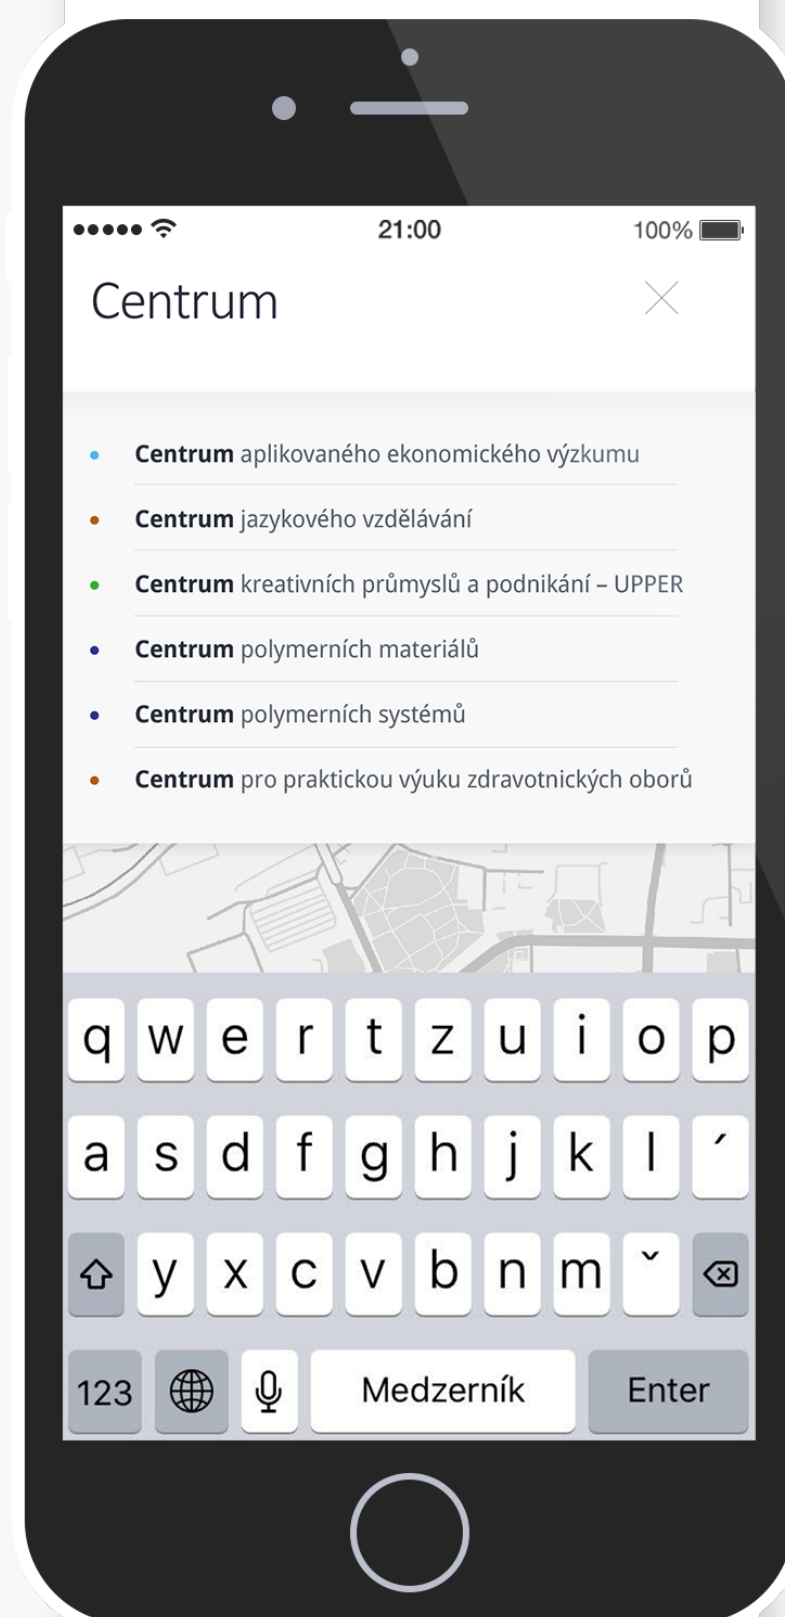 21:00 100%
Centrum
Centrum aplikovaného ekonomického výzkumu
Centrum jazykového vzdělávání
Centrum kreativních průmyslů a podnikání – UPPER
Centrum polymerních materiálů
Centrum polymerních systémů
Centrum pro praktickou výuku zdravotnických oborů
q w e r t z u i o p
a s d f g h j k l ´
y x c v b n m ˇ
123 Medzerník Enter